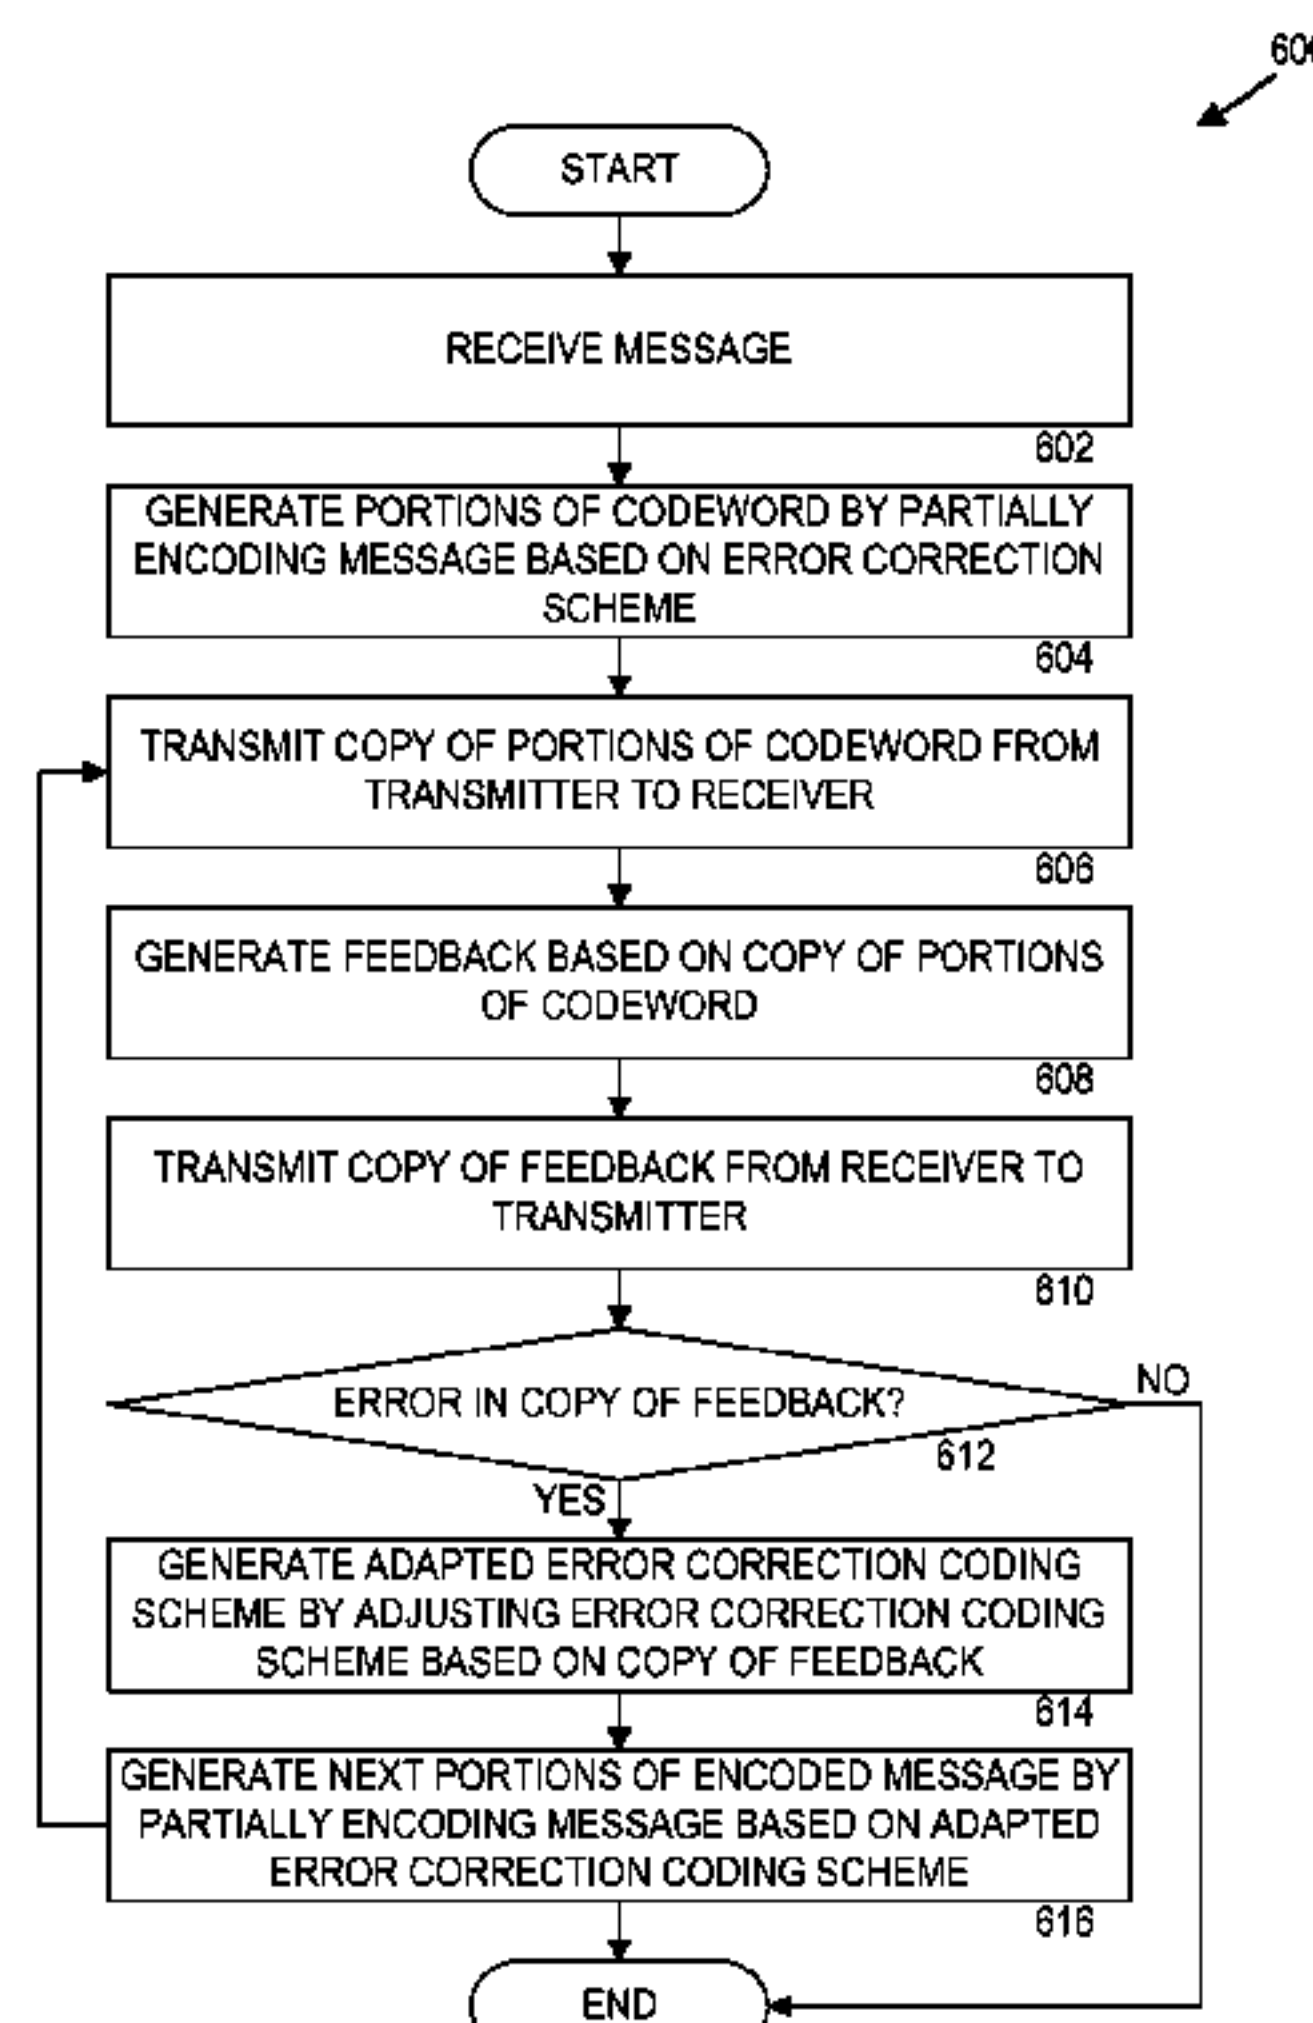 START
RECEIVE MESSAGE
602
GENERATE PORTIONS OF CODEWORD BY PARTIALLY
ENCODING MESSAGE BASED ON ERROR CORRECTION
SCHEME
604
TRANSMIT COPY OF PORTIONS OF CODEWORD FROM
TRANSMITTER TO RECEIVER
606
GENERATE FEEDBACK BASED ON COPY OF PORTIONS
OF CODEWORD
608
TRANSMIT COPY OF FEEDBACK FROM RECEIVER TO
TRANSMITTER
610
ERROR IN COPY OF FEEDBACK?
NO
612
YES
GENERATE ADAPTED ERROR CORRECTION CODING
SCHEME BY ADJUSTING ERROR CORRECTION CODING
SCHEME BASED ON COPY OF FEEDBACK
614
GENERATE NEXT PORTIONS OF ENCODED MESSAGE BY
PARTIALLY ENCODING MESSAGE BASED ON ADAPTED
ERROR CORRECTION CODING SCHEME
616
END